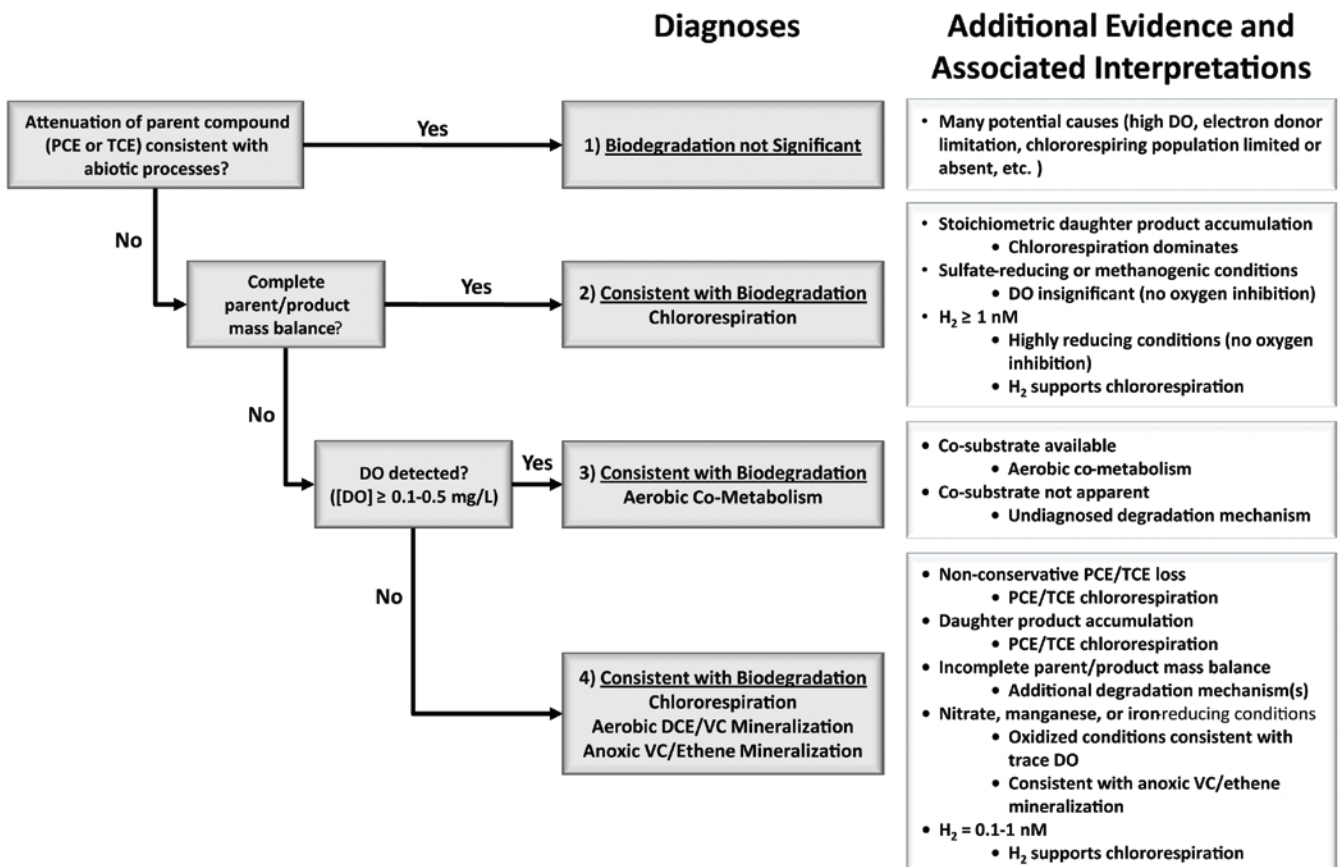 Diagnoses
Additional Evidence and
Associated Interpretations
Attenuation of parent compound
(PCE or TCE) consistent with
abiotic processes?
Yes
1) Biodegradation not Significant
• Many potential causes (high DO, electron donor
limitation, chlororespiring population limited or
absent, etc. )
No
Complete
parent/product
mass balance?
Yes
2) Consistent with Biodegradation
Chlororespiration
• Stoichiometric daughter product accumulation
• Chlororespiration dominates
• Sulfate-reducing or methanogenic conditions
• DO insignificant (no oxygen inhibition)
• H₂ ≥ 1 nM
• Highly reducing conditions (no oxygen
inhibition)
• H₂ supports chlororespiration
No
DO detected?
([DO] ≥ 0.1-0.5 mg/L)
Yes
3) Consistent with Biodegradation
Aerobic Co-Metabolism
• Co-substrate available
• Aerobic co-metabolism
• Co-substrate not apparent
• Undiagnosed degradation mechanism
No
4) Consistent with Biodegradation
Chlororespiration
Aerobic DCE/VC Mineralization
Anoxic VC/Ethene Mineralization
• Non-conservative PCE/TCE loss
• PCE/TCE chlororespiration
• Daughter product accumulation
• PCE/TCE chlororespiration
• Incomplete parent/product mass balance
• Additional degradation mechanism(s)
• Nitrate, manganese, or iron-reducing conditions
• Oxidized conditions consistent with
trace DO
• Consistent with anoxic VC/ethene
mineralization
• H₂ = 0.1-1 nM
• H₂ supports chlororespiration